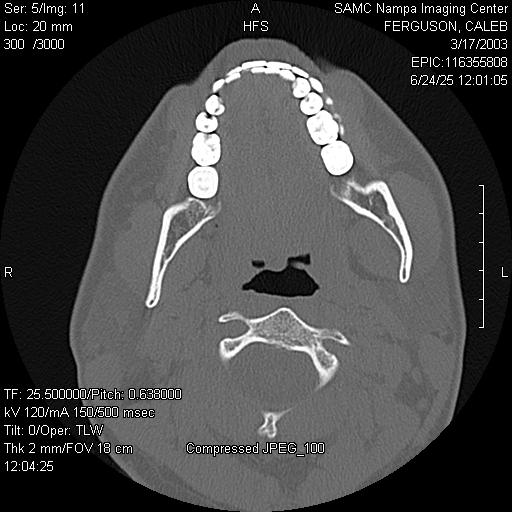 Ser: 5/Img: 11
Loc: 20 mm
300 /3000
A
HFS
SAMC Nampa Imaging Center
FERGUSON, CALEB
3/17/2003
EPIC:116355808
6/24/25 12:01:05
R
L
TF: 25.500000/Pitch: 0.638000
kV 120/mA 150/500 msec
Tilt: 0/Oper: TLW
Thk 2 mm/FOV 18 cm
12:04:25
Compressed JPEG_100